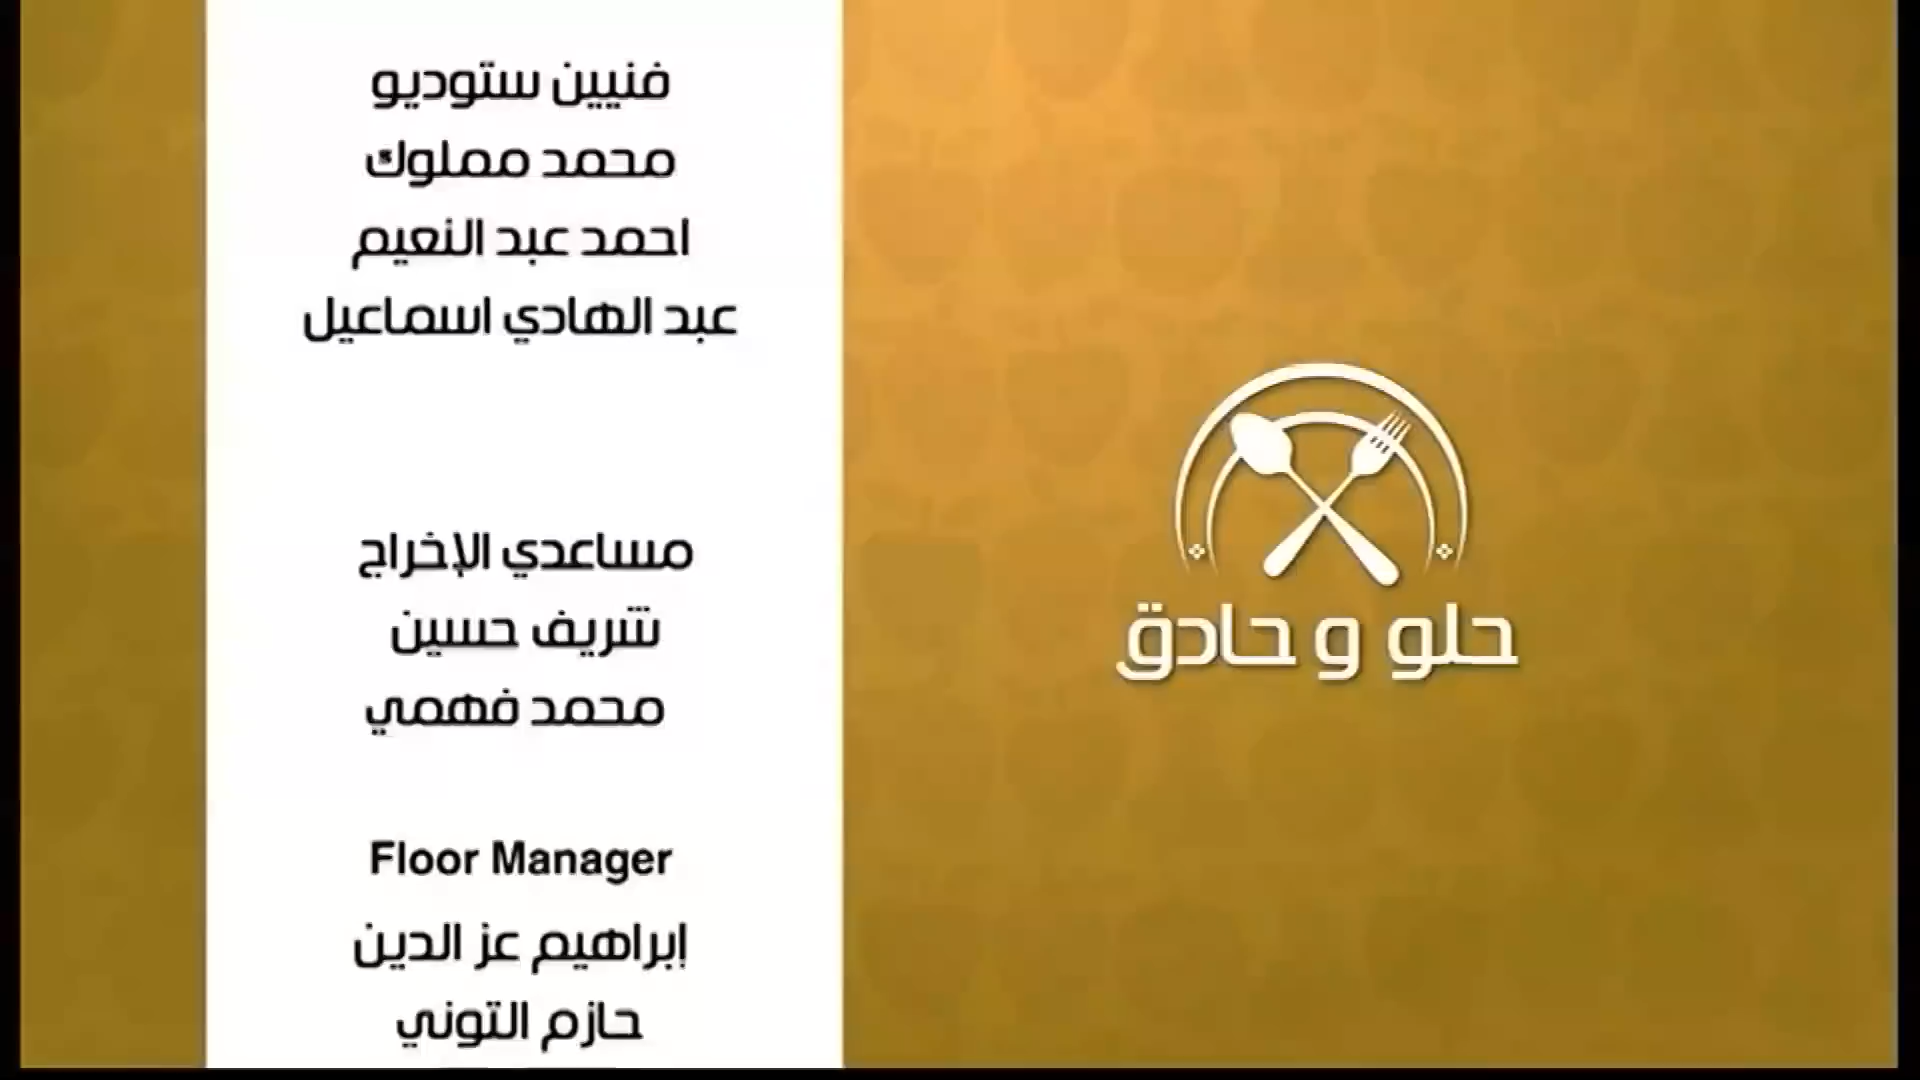 فنيين ستوديو
محمد مملوك
احمد عبد النعيم
عبد الهادي اسماعيل
مساعدي الإخراج
شريف حسين
محمد فهمي
Floor Manager
إبراهيم عز الدين
حازم التوني
حلو و حادق